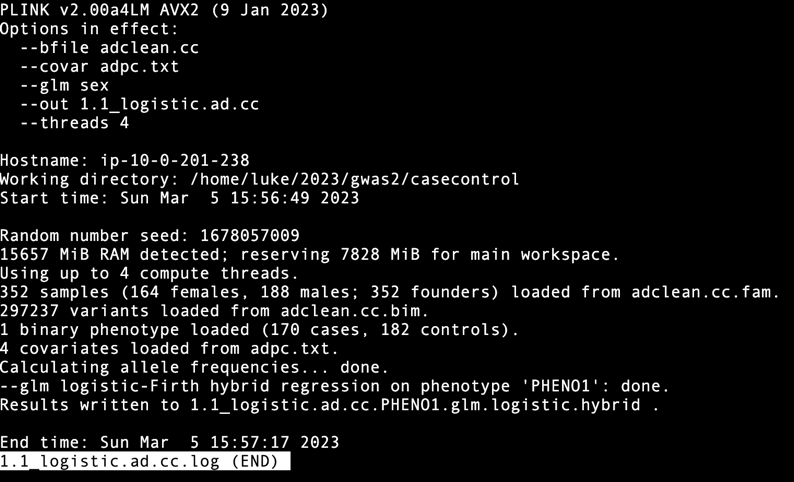 PLINK v2.00a4LM AVX2 (9 Jan 2023)
Options in effect:
  --bfile adclean.cc
  --covar adpc.txt
  --glm sex
  --out 1.1_logistic.ad.cc
  --threads 4

Hostname: ip-10-0-201-238
Working directory: /home/luke/2023/gwas2/casecontrol
Start time: Sun Mar  5 15:56:49 2023

Random number seed: 1678057009
15657 MiB RAM detected; reserving 7828 MiB for main workspace.
Using up to 4 compute threads.
352 samples (164 females, 188 males; 352 founders) loaded from adclean.cc.fam.
297237 variants loaded from adclean.cc.bim.
1 binary phenotype loaded (170 cases, 182 controls).
4 covariates loaded from adpc.txt.
Calculating allele frequencies... done.
--glm logistic-Firth hybrid regression on phenotype 'PHENO1': done.
Results written to 1.1_logistic.ad.cc.PHENO1.glm.logistic.hybrid .

End time: Sun Mar  5 15:57:17 2023
1.1_logistic.ad.cc.log (END)